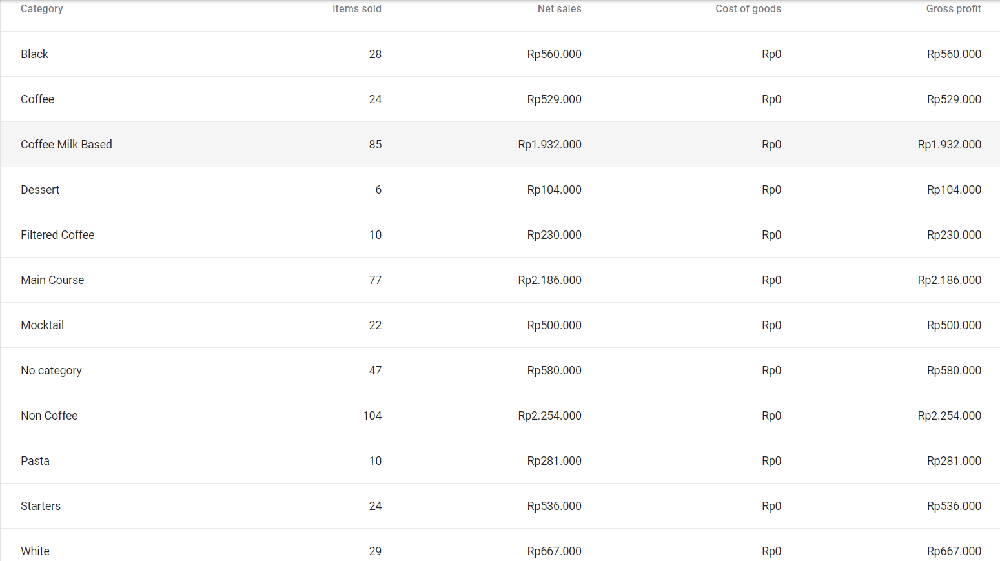 Category Items sold Net sales Cost of goods Gross profit
Black 28 Rp560.000 Rp0 Rp560.000
Coffee 24 Rp529.000 Rp0 Rp529.000
Coffee Milk Based 85 Rp1.932.000 Rp0 Rp1.932.000
Dessert 6 Rp104.000 Rp0 Rp104.000
Filtered Coffee 10 Rp230.000 Rp0 Rp230.000
Main Course 77 Rp2.186.000 Rp0 Rp2.186.000
Mocktail 22 Rp500.000 Rp0 Rp500.000
No category 47 Rp580.000 Rp0 Rp580.000
Non Coffee 104 Rp2.254.000 Rp0 Rp2.254.000
Pasta 10 Rp281.000 Rp0 Rp281.000
Starters 24 Rp536.000 Rp0 Rp536.000
White 29 Rp667.000 Rp0 Rp667.000